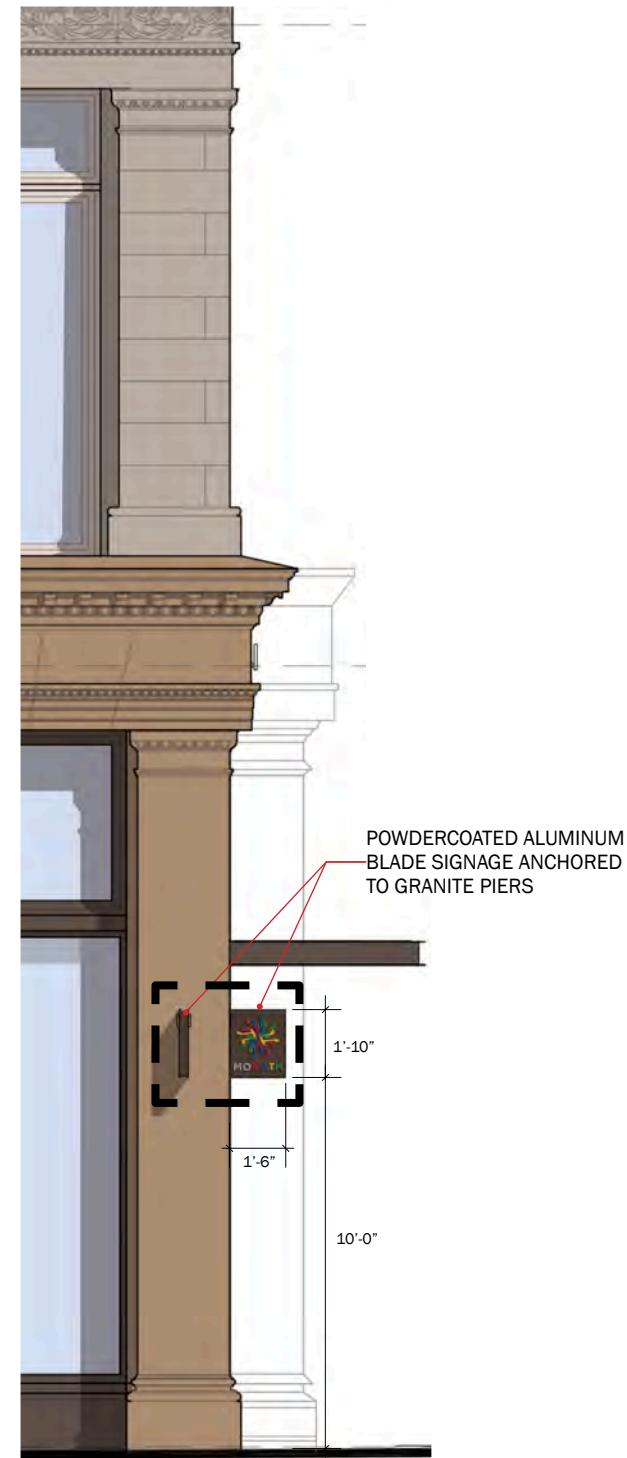 POWDERCOATED ALUMINUM
BLADE SIGNAGE ANCHORED
TO GRANITE PIERS
1’-10”
1’-6”
10’-0”